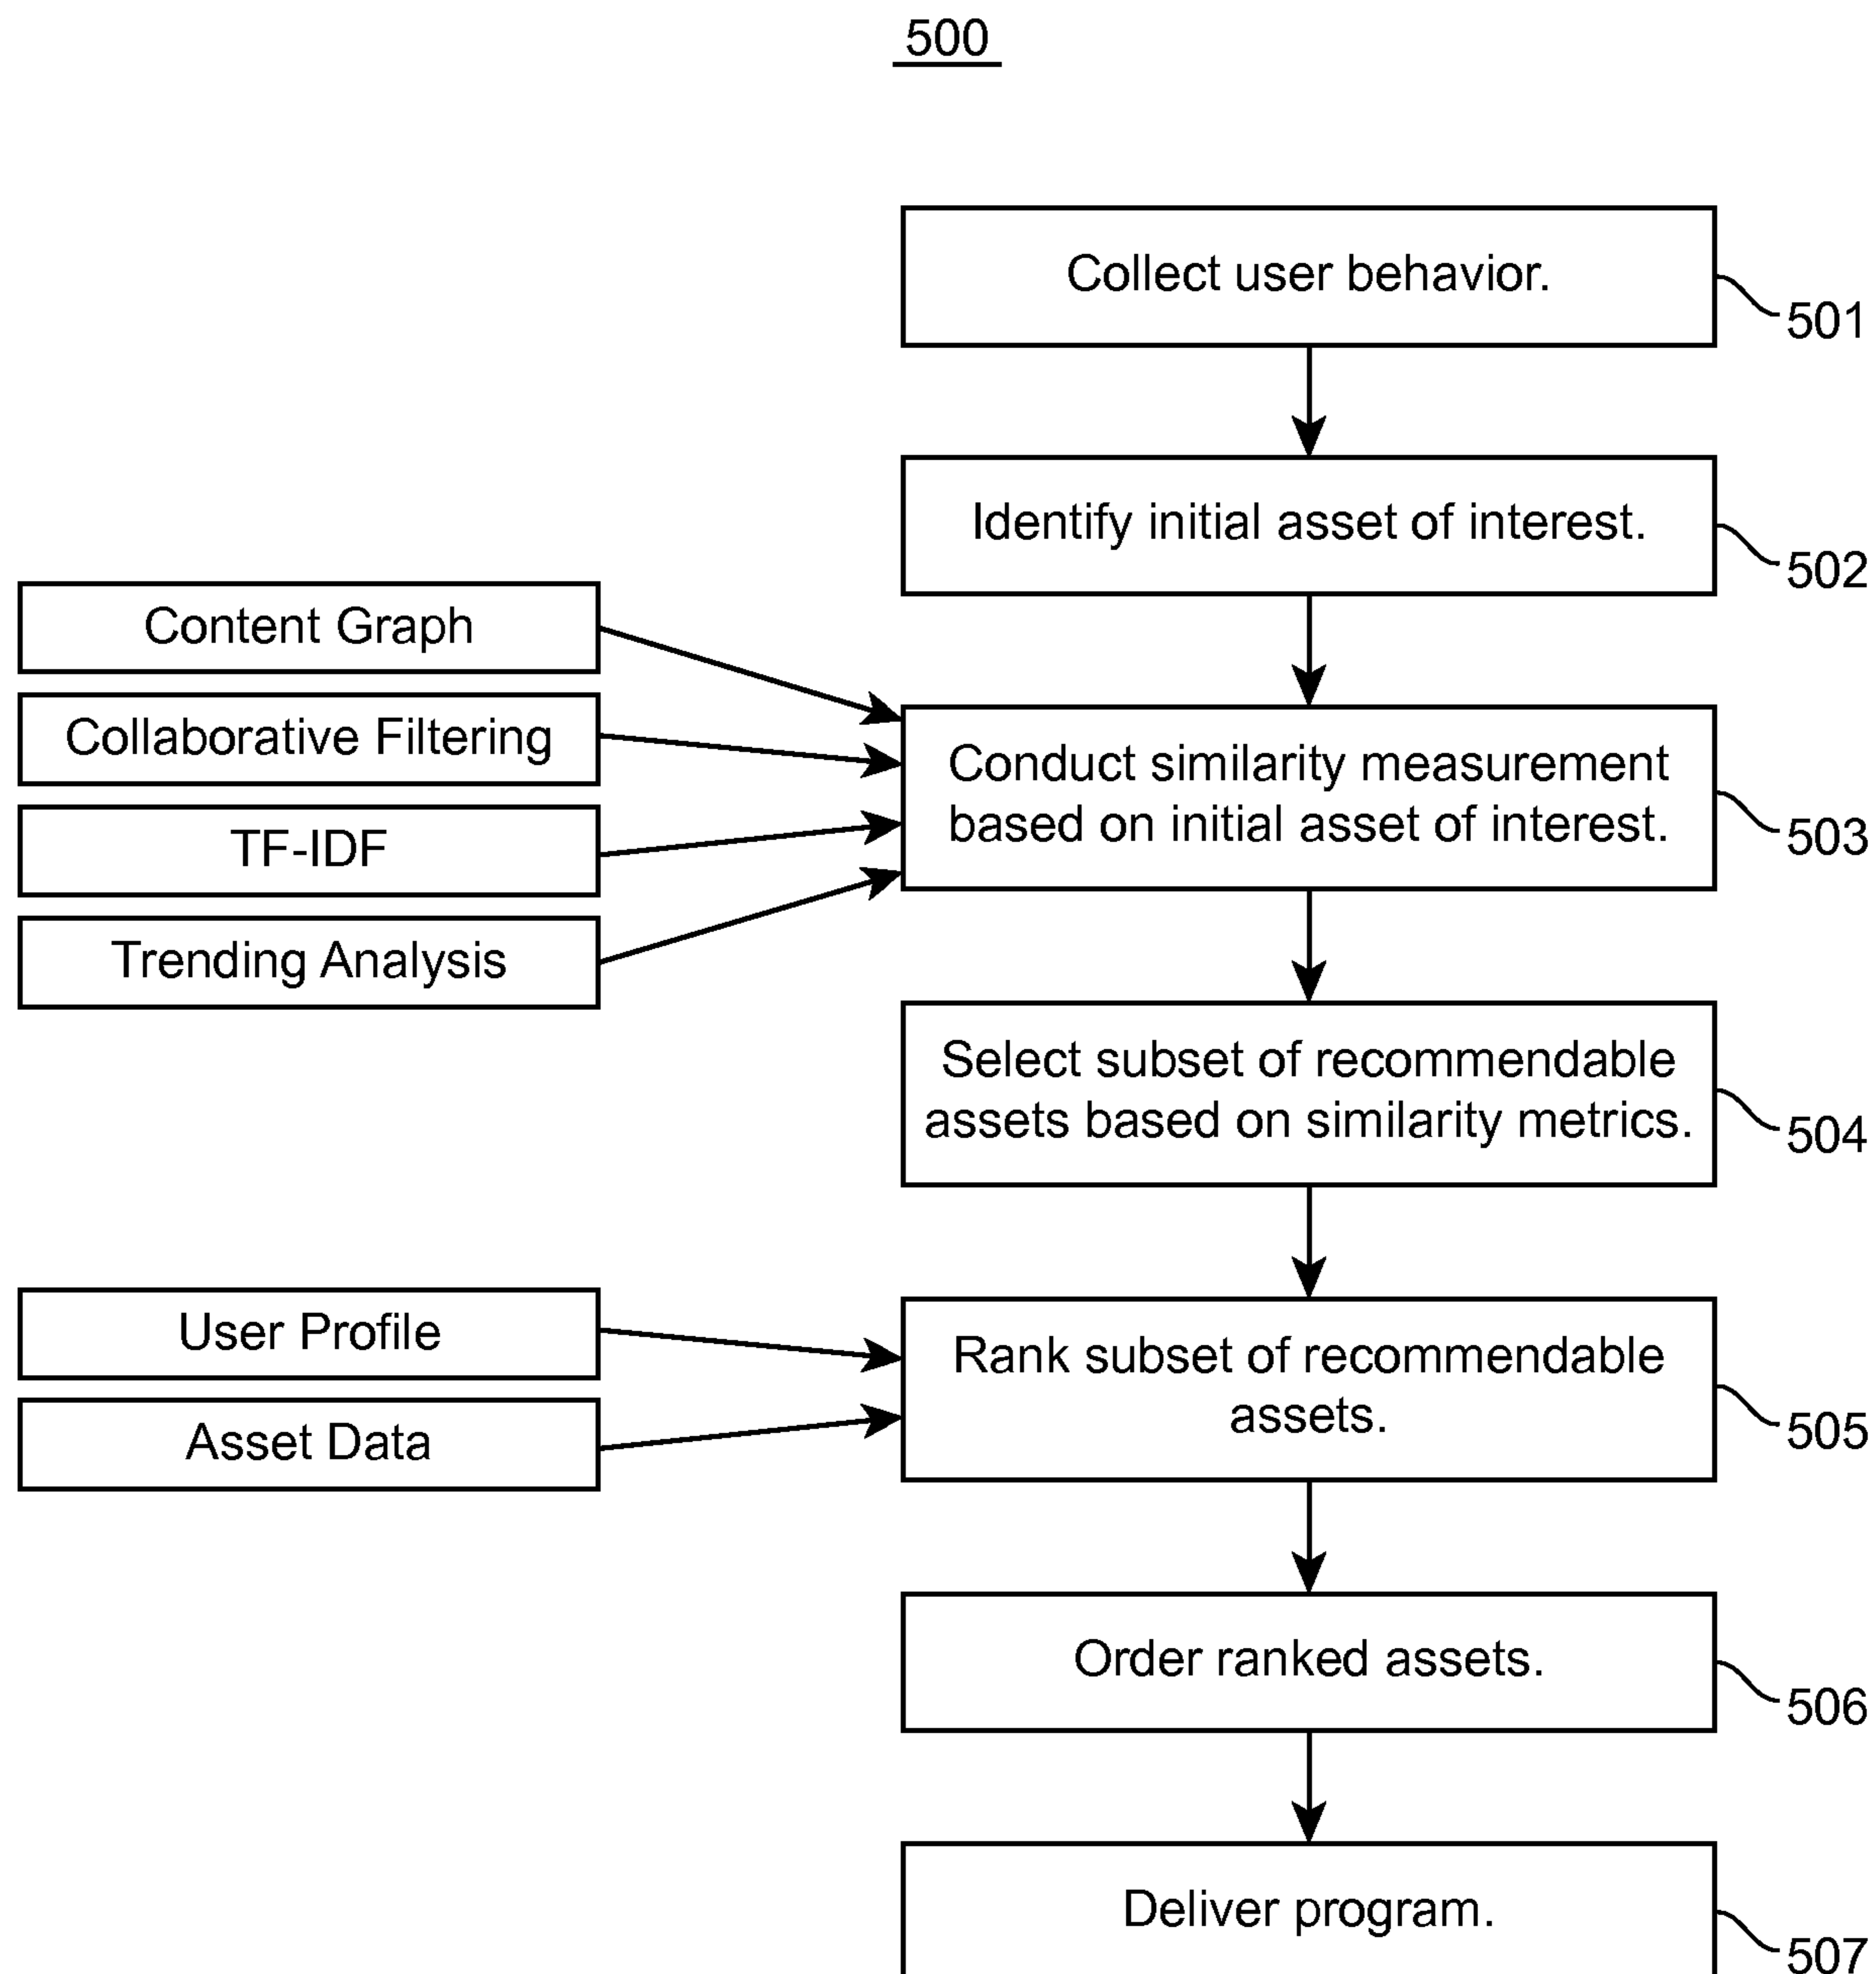 500
Collect user behavior.
501
Identify initial asset of interest.
502
Content Graph
Collaborative Filtering
TF-IDF
Trending Analysis
Conduct similarity measurement
based on initial asset of interest.
503
Select subset of recommendable
assets based on similarity metrics.
504
User Profile
Asset Data
Rank subset of recommendable
assets.
505
Order ranked assets.
506
Deliver program.
507